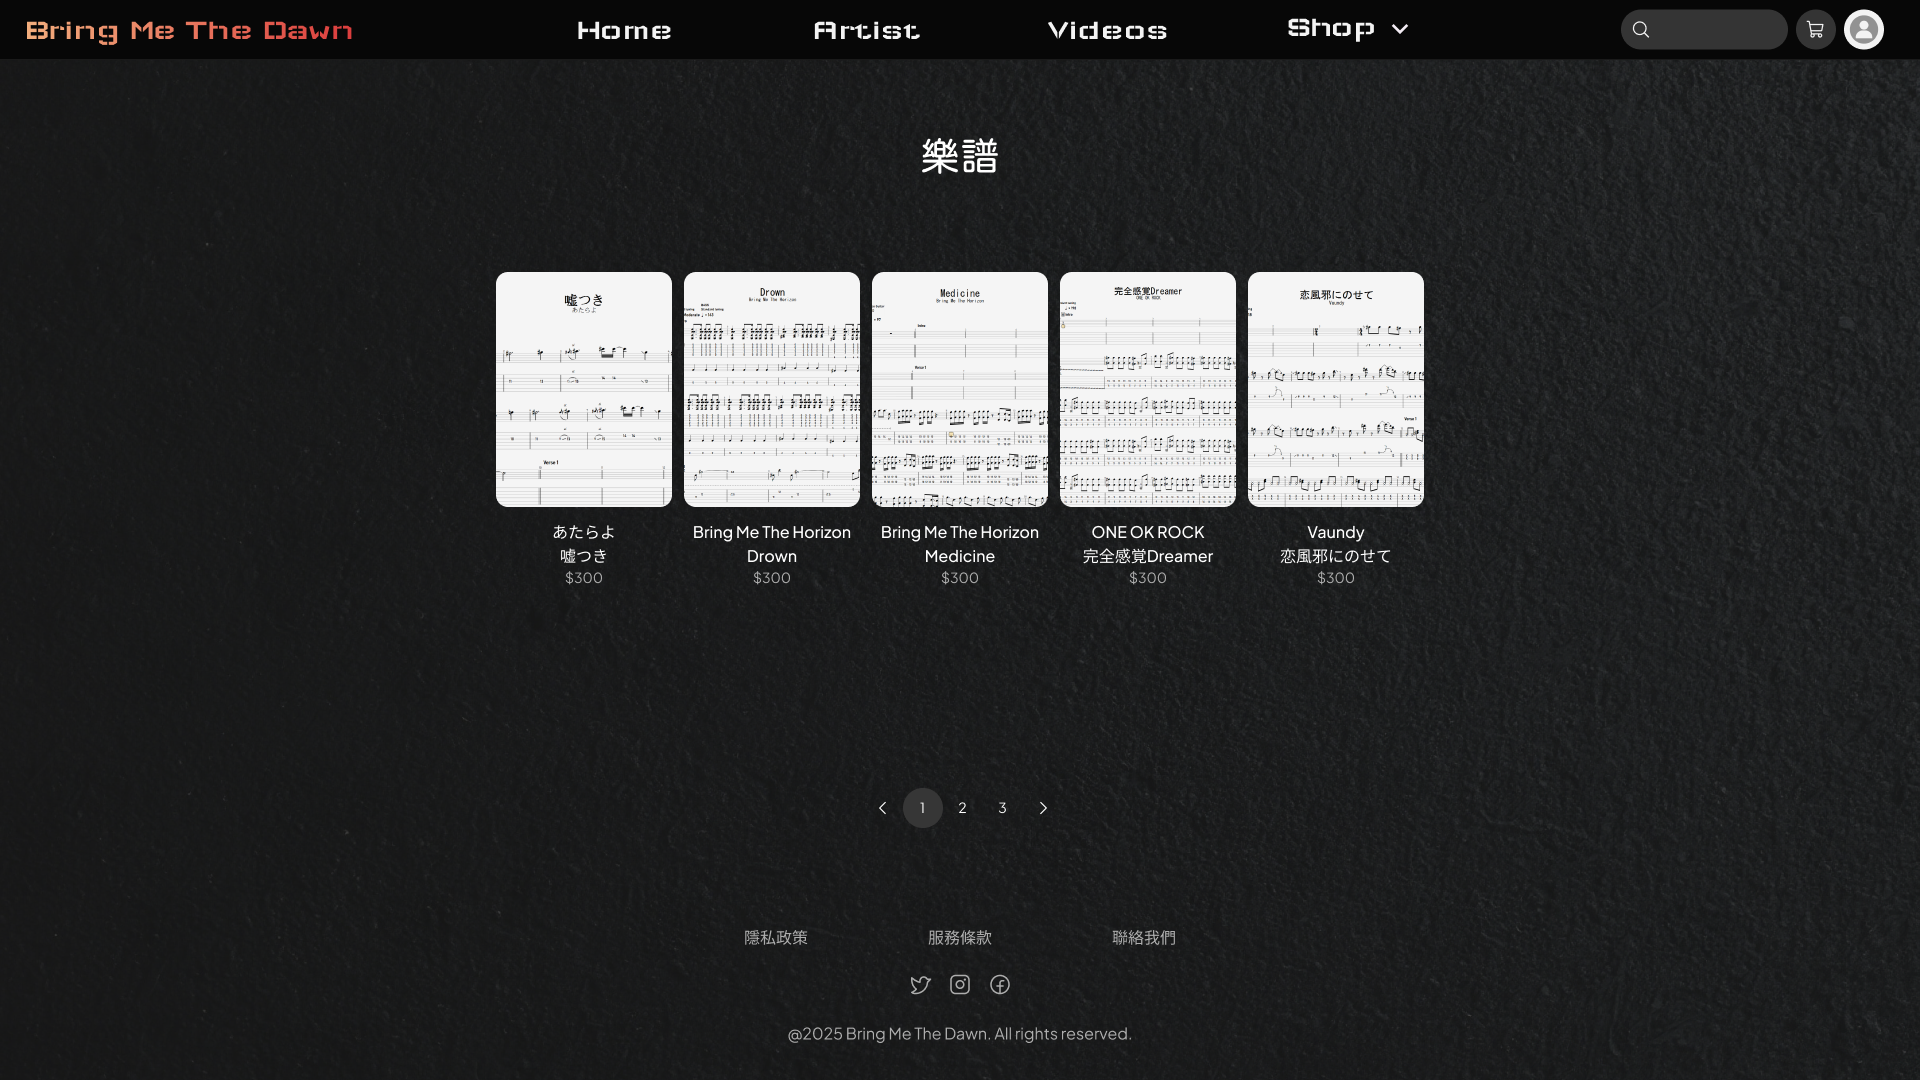 Bring Me The Dawn
Home
Artist
Videos
Shop
樂譜
嘘つき
あたらよ
Verse 1
Drown
Bring Me The Horizon
Medicine
Bring Me The Horizon
完全感覚Dreamer
ONE OK ROCK
恋風邪にのせて
Vaundy
Verse 1
あたらよ
嘘つき
$300
Bring Me The Horizon
Drown
$300
Bring Me The Horizon
Medicine
$300
ONE OK ROCK
完全感覚Dreamer
$300
Vaundy
恋風邪にのせて
$300
1 2 3
隱私政策
服務條款
聯絡我們
@2025 Bring Me The Dawn. All rights reserved.